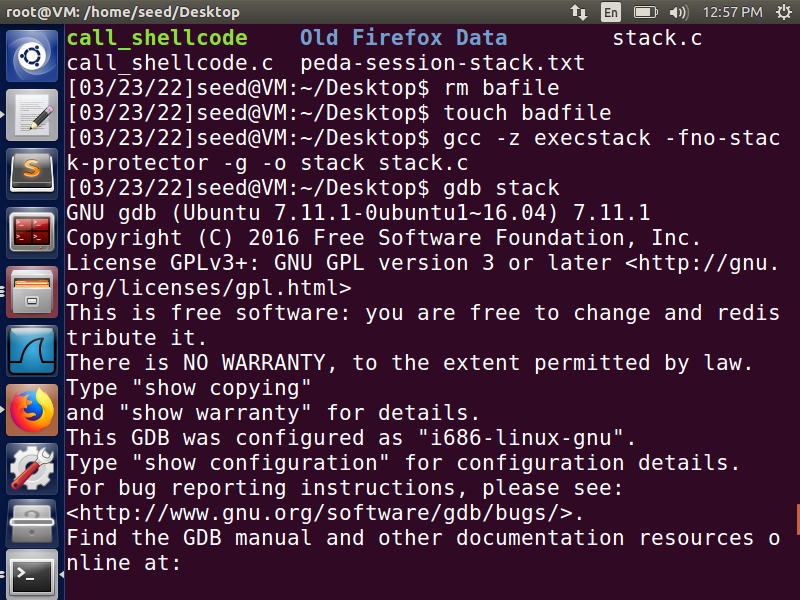 root@VM: /home/seed/Desktop
En
12:57 PM
call_shellcode Old Firefox Data stack.c
call_shellcode.c peda-session-stack.txt
[03/23/22]seed@VM:~/Desktop$ rm bafile
[03/23/22]seed@VM:~/Desktop$ touch badfile
[03/23/22]seed@VM:~/Desktop$ gcc -z execstack -fno-stac
k-protector -g -o stack stack.c
[03/23/22]seed@VM:~/Desktop$ gdb stack
GNU gdb (Ubuntu 7.11.1-0ubuntu1~16.04) 7.11.1
Copyright (C) 2016 Free Software Foundation, Inc.
License GPLv3+: GNU GPL version 3 or later <http://gnu.
org/licenses/gpl.html>
This is free software: you are free to change and redis
tribute it.
There is NO WARRANTY, to the extent permitted by law.
Type "show copying"
and "show warranty" for details.
This GDB was configured as "i686-linux-gnu".
Type "show configuration" for configuration details.
For bug reporting instructions, please see:
<http://www.gnu.org/software/gdb/bugs/>.
Find the GDB manual and other documentation resources o
nline at: